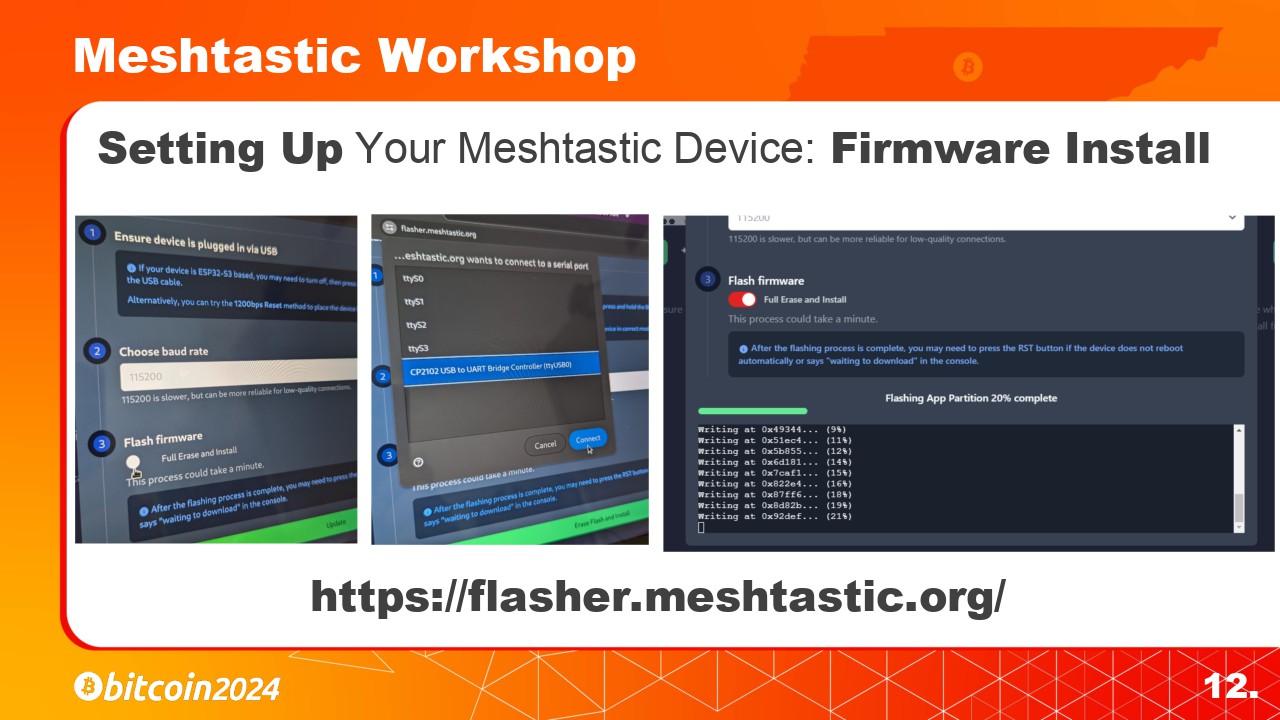 Meshtastic Workshop
Setting Up Your Meshtastic Device: Firmware Install
1
Ensure device is plugged in via USB
If your device is ESP32-S3 based, you may need to turn off, then press
the USB cable.
Alternatively, you can try the 1200bps Reset method to place the device
2
Choose baud rate
115200
115200 is slower, but can be more reliable for low-quality connections.
3
Flash firmware
Full Erase and Install
This process could take a minute.
After the flashing process is complete, you may need to press the
says "waiting to download" in the console.
Update
flasher.meshtastic.org
...eshtastic.org wants to connect to a serial port
ttyS0
ttyS1
ttyS2
ttyS3
CP2102 USB to UART Bridge Controller (ttyUSB0)
Cancel
Connect
1
press and hold the
vice in correct mod
2
3
This process could take a minute.
After the flashing process is complete, you may need to press the RST button
says "waiting to download" in the console.
Erase Flash and Install
115200
115200 is slower, but can be more reliable for low-quality connections.
3
Flash firmware
Full Erase and Install
This process could take a minute.
After the flashing process is complete, you may need to press the RST button if the device does not reboot
automatically or says "waiting to download" in the console.
Flashing App Partition 20% complete
Writing at 0x49344... (9%)
Writing at 0x51ec4... (11%)
Writing at 0x5b855... (12%)
Writing at 0x6d181... (14%)
Writing at 0x7caf1... (15%)
Writing at 0x822e4... (16%)
Writing at 0x87ff6... (18%)
Writing at 0x8d82b... (19%)
Writing at 0x92def... (21%)
https://flasher.meshtastic.org/
bitcoin2024
12.